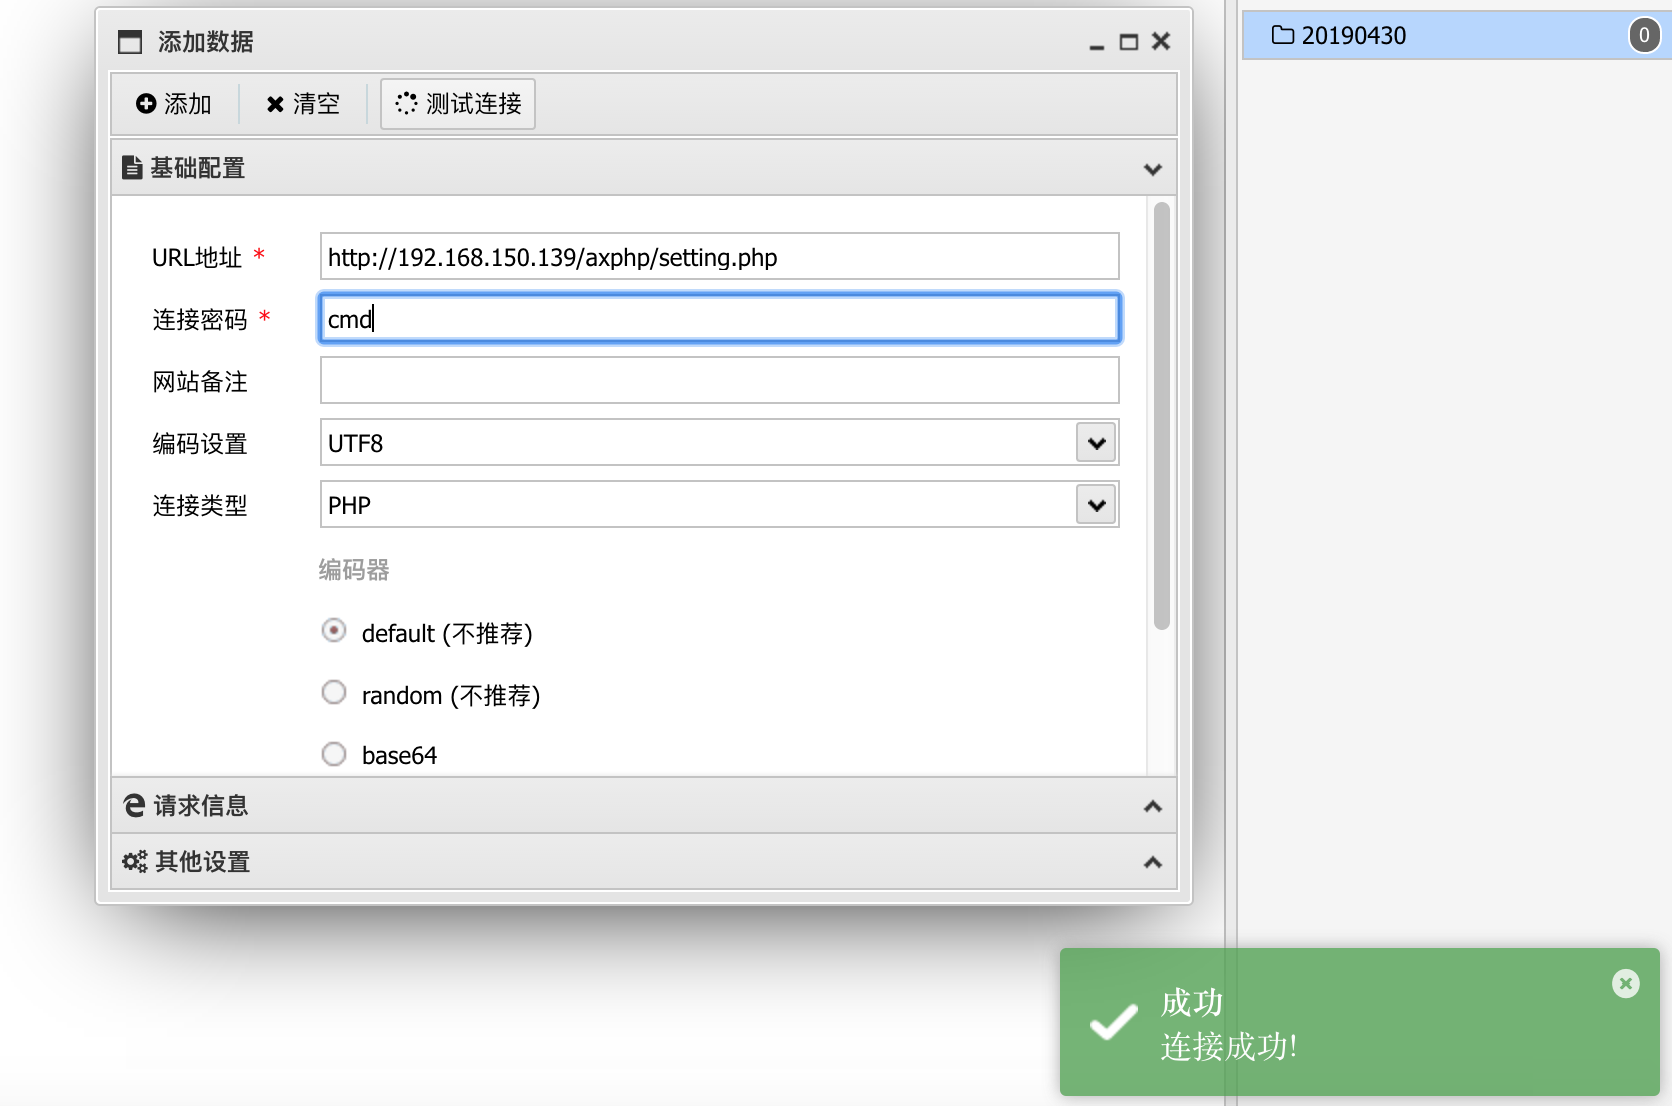 添加数据
添加 清空 测试连接
基础配置
URL地址 * http://192.168.150.139/axphp/setting.php
连接密码 * cmd
网站备注
编码设置 UTF8
连接类型 PHP
编码器
default (不推荐)
random (不推荐)
base64
请求信息
其他设置
20190430 0
成功
连接成功!